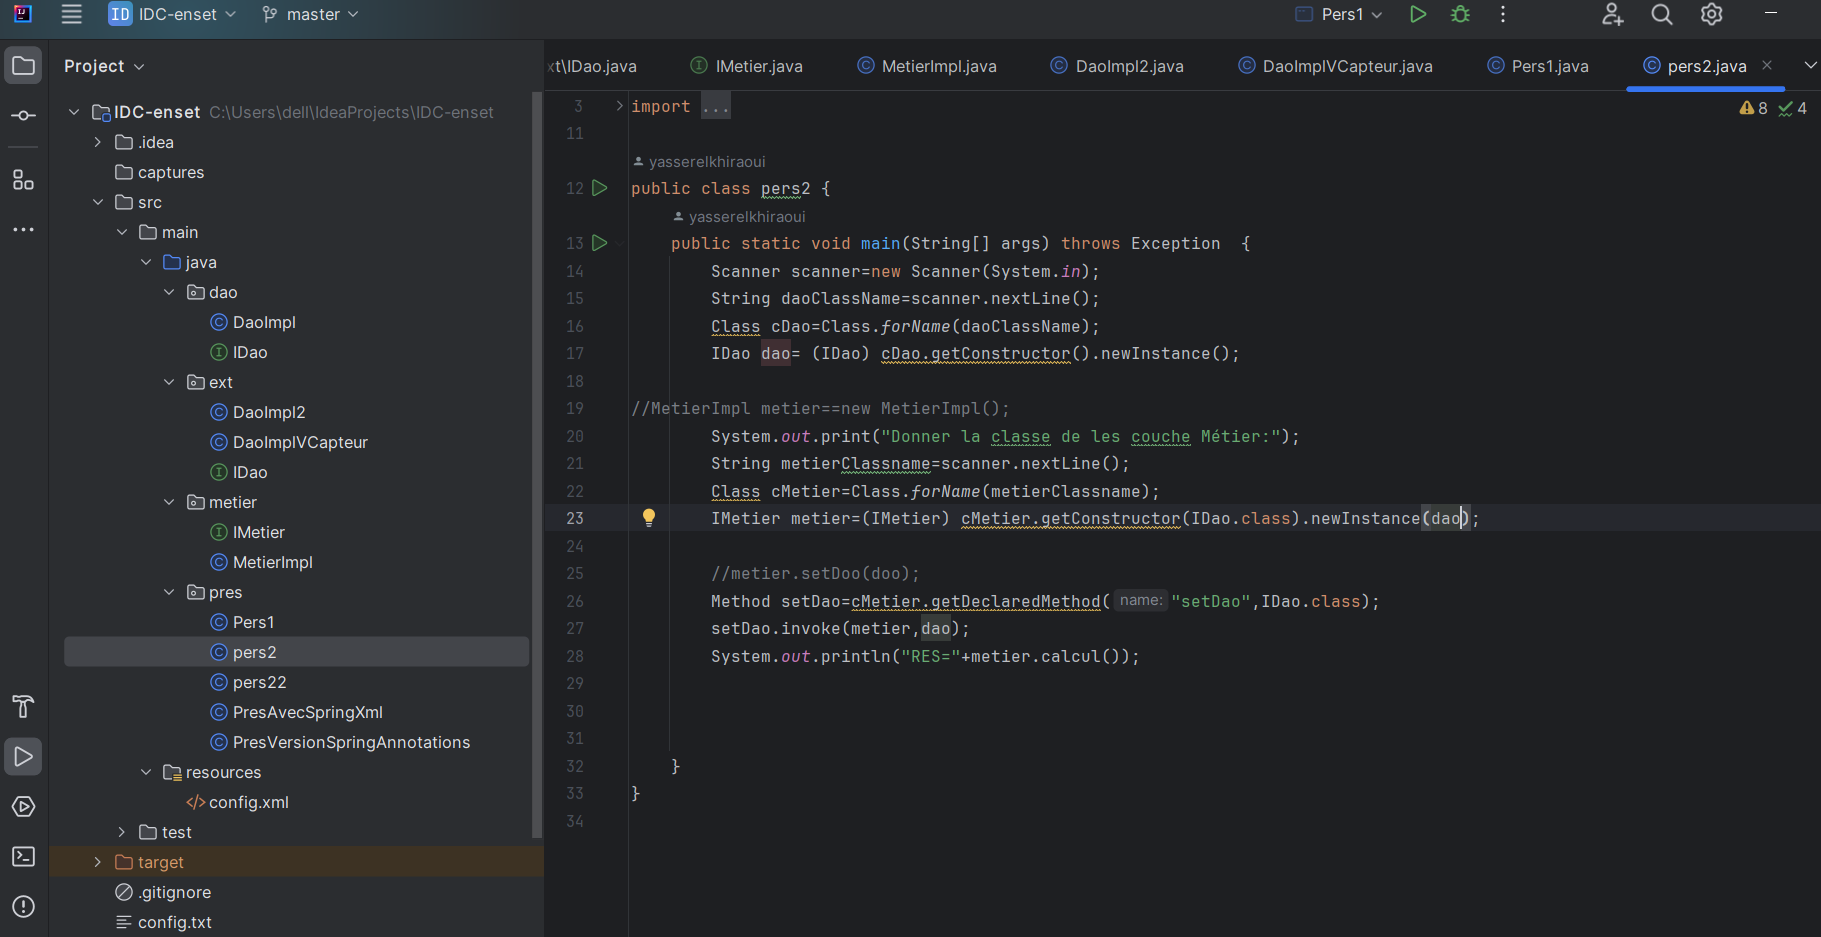 ID IDC-enset master Pers1
Project
xt\IDao.java IMetier.java MetierImpl.java DaoImpl2.java DaoImplVCapteur.java Pers1.java pers2.java
IDC-enset C:\Users\dell\IdeaProjects\IDC-enset
.idea
captures
src
main
java
dao
DaoImpl
IDao
ext
DaoImpl2
DaoImplVCapteur
IDao
metier
IMetier
MetierImpl
pres
Pers1
pers2
pers22
PresAvecSpringXml
PresVersionSpringAnnotations
resources
config.xml
test
target
.gitignore
config.txt
8 4
3 import ...
11
yasserelkhiraoui
12 public class pers2 {
yasserelkhiraoui
13 public static void main(String[] args) throws Exception {
14 Scanner scanner=new Scanner(System.in);
15 String daoClassName=scanner.nextLine();
16 Class cDao=Class.forName(daoClassName);
17 IDao dao= (IDao) cDao.getConstructor().newInstance();
18
19 //MetierImpl metier==new MetierImpl();
20 System.out.print("Donner la classe de les couche Métier:");
21 String metierClassname=scanner.nextLine();
22 Class cMetier=Class.forName(metierClassname);
23 IMetier metier=(IMetier) cMetier.getConstructor(IDao.class).newInstance(dao);
24
25 //metier.setDoo(doo);
26 Method setDao=cMetier.getDeclaredMethod( name: "setDao",IDao.class);
27 setDao.invoke(metier,dao);
28 System.out.println("RES="+metier.calcul());
29
30
31
32 }
33 }
34